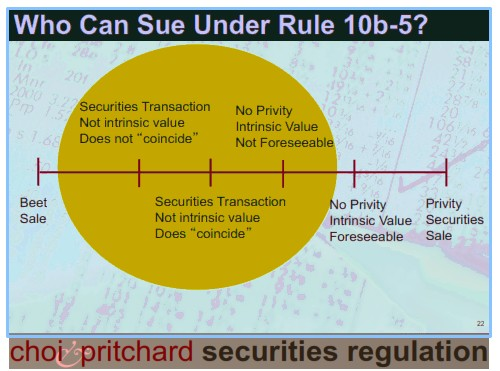 Who Can Sue Under Rule 10b-5?
Securities Transaction
Not intrinsic value
Does not “coincide”
No Privity
Intrinsic Value
Not Foreseeable
Beet
Sale
Securities Transaction
Not intrinsic value
Does “coincide”
No Privity
Intrinsic Value
Foreseeable
Privity
Securities
Sale
22
choi&pritchard securities regulation